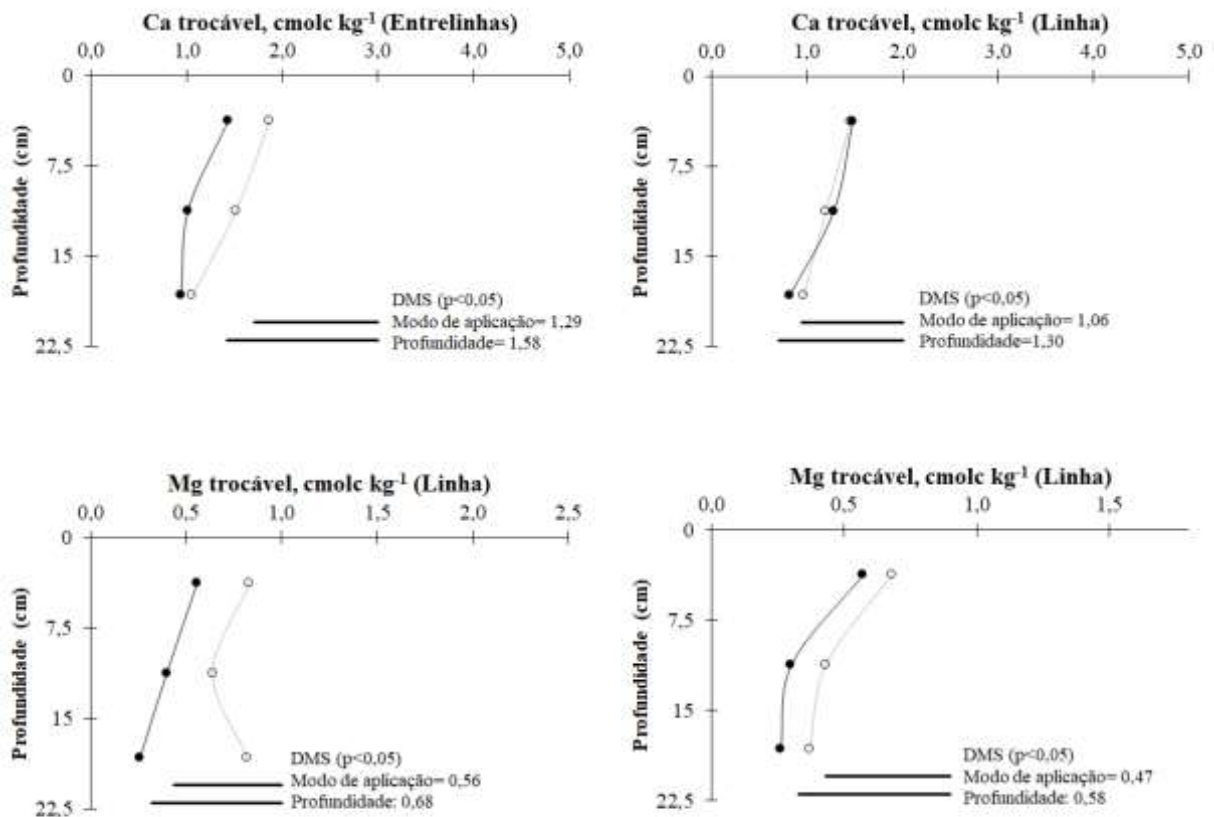 Ca trocável, cmolc kg⁻¹ (Entrelinhas)
0,0 1,0 2,0 3,0 4,0 5,0
0
7,5
15
22,5
Profundidade (cm)
DMS (p<0,05)
Modo de aplicação= 1,29
Profundidade= 1,58
Ca trocável, cmolc kg⁻¹ (Linha)
0,0 1,0 2,0 3,0 4,0 5,0
0
7,5
15
22,5
Profundidade (cm)
DMS (p<0,05)
Modo de aplicação= 1,06
Profundidade=1,30
Mg trocável, cmolc kg⁻¹ (Linha)
0,0 0,5 1,0 1,5 2,0 2,5
0
7,5
15
22,5
Profundidade (cm)
DMS (p<0,05)
Modo de aplicação= 0,56
Profundidade: 0,68
Mg trocável, cmolc kg⁻¹ (Linha)
0,0 0,5 1,0 1,5
0
7,5
15
22,5
Profundidade (cm)
DMS (p<0,05)
Modo de aplicação= 0,47
Profundidade: 0,58